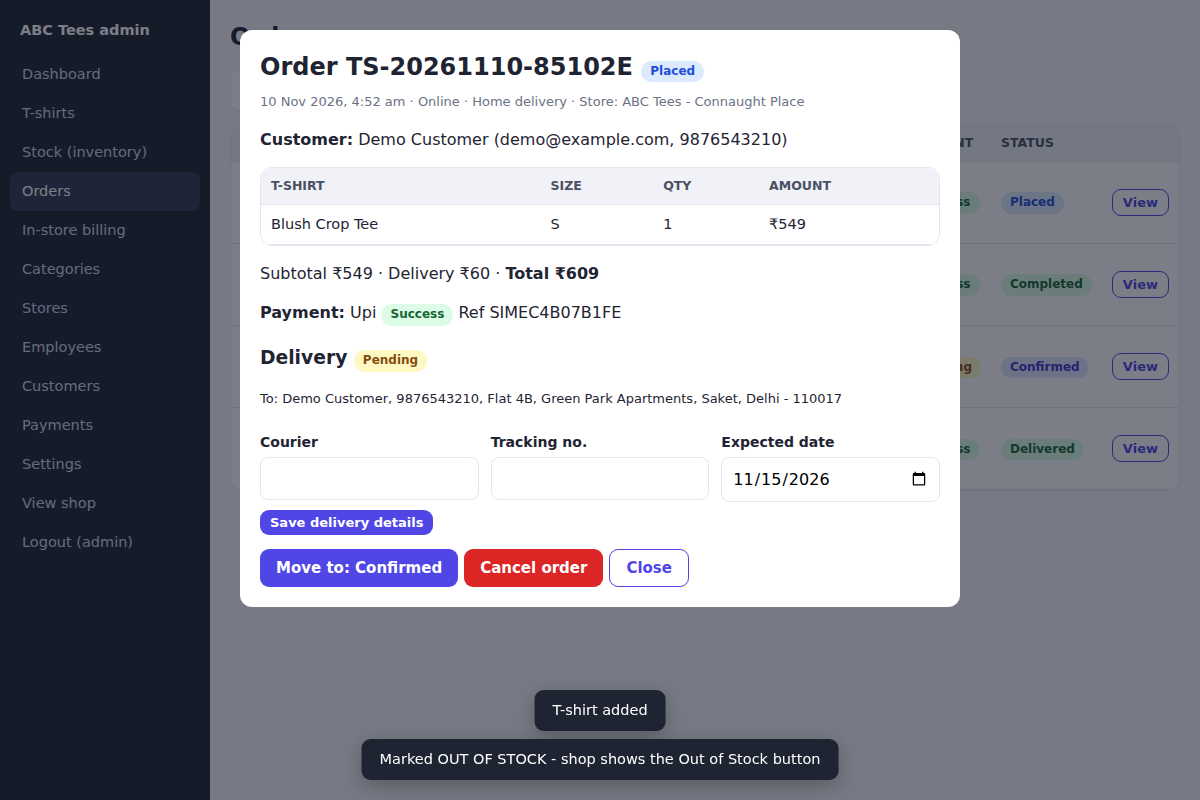 ABC Tees admin
Dashboard
T-shirts
Stock (inventory)
Orders
In-store billing
Categories
Stores
Employees
Customers
Payments
Settings
View shop
Logout (admin)
Order TS-20261110-85102E Placed
10 Nov 2026, 4:52 am · Online · Home delivery · Store: ABC Tees - Connaught Place
Customer: Demo Customer (demo@example.com, 9876543210)
T-SHIRT SIZE QTY AMOUNT
Blush Crop Tee S 1 ₹549
Subtotal ₹549 · Delivery ₹60 · Total ₹609
Payment: Upi Success Ref SIMEC4B07B1FE
Delivery Pending
To: Demo Customer, 9876543210, Flat 4B, Green Park Apartments, Saket, Delhi - 110017
Courier Tracking no. Expected date
11/15/2026
Save delivery details
Move to: Confirmed Cancel order Close
STATUS
Placed View
Completed View
Confirmed View
Delivered View
T-shirt added
Marked OUT OF STOCK - shop shows the Out of Stock button